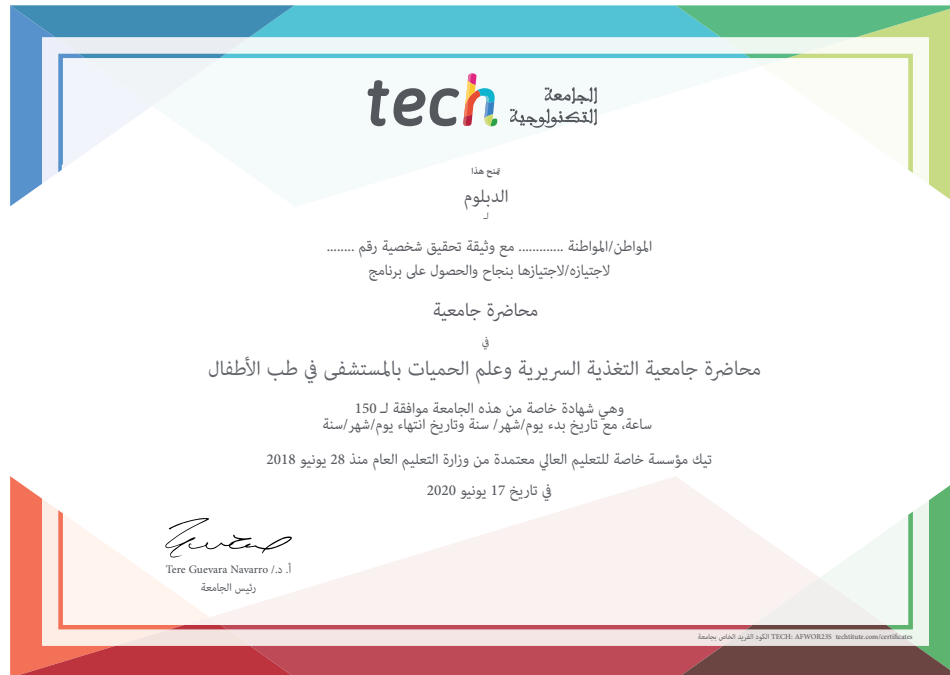 tech الجامعة
التكنولوجية
تمنح هذا
الدبلوم
لـ
المواطن/المواطنة ............. مع وثيقة تحقيق شخصية رقم ........
لاجتيازه/لاجتيازها بنجاح والحصول على برنامج
محاضرة جامعية
في
محاضرة جامعية التغذية السريرية وعلم الحميات بالمستشفى في طب الأطفال
وهي شهادة خاصة من هذه الجامعة موافقة لـ 150
ساعة، مع تاريخ بدء يوم/شهر/ سنة وتاريخ انتهاء يوم/شهر/سنة
تيك مؤسسة خاصة للتعليم العالي معتمدة من وزارة التعليم العام منذ 28 يونيو 2018
في تاريخ 17 يونيو 2020
أ. د./ Tere Guevara Navarro
رئيس الجامعة
الكود الفريد الخاص بجامعة TECH: AFWOR23S techtitute.com/certificates